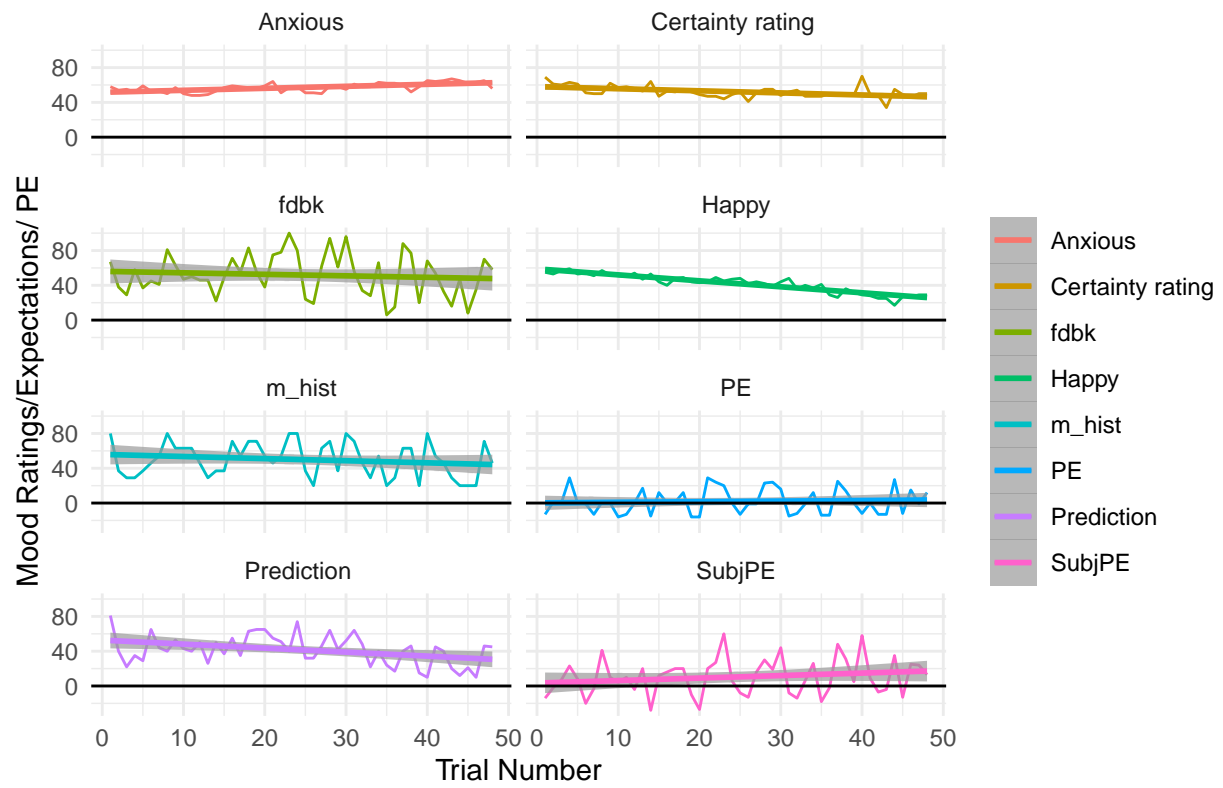 Anxious Certainty rating
80
40
0
fdbk Happy
80
40
0
m_hist PE
80
40
0
Prediction SubjPE
80
40
0
0 10 20 30 40 50 0 10 20 30 40 50
Trial Number
Mood Ratings/Expectations/ PE
Anxious
Certainty rating
fdbk
Happy
m_hist
PE
Prediction
SubjPE